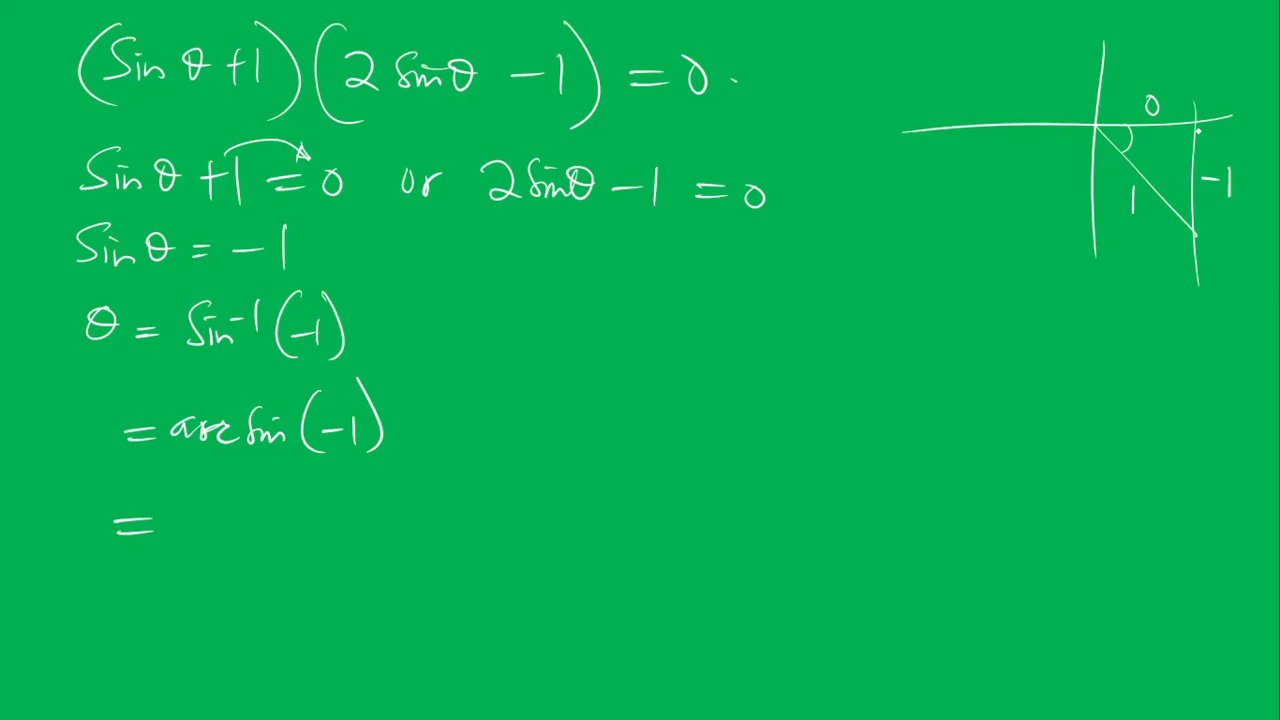 (Sin θ +1)(2 sinθ −1) = 0
Sin θ +1 = 0 or 2sinθ − 1 = 0
Sin θ = −1
θ = Sin⁻¹(−1)
= arcsin(−1)
=
0
1
−1